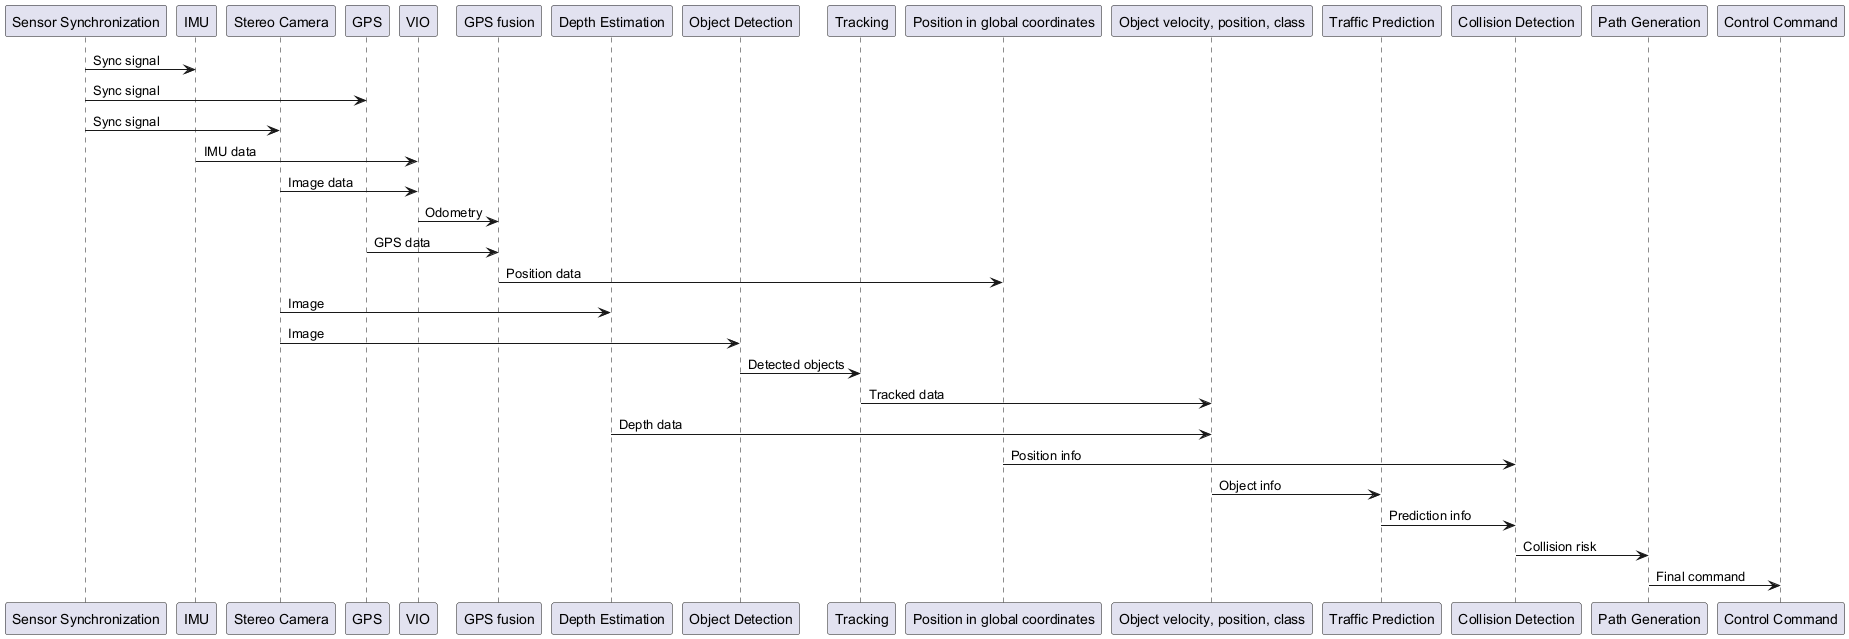 Sensor Synchronization IMU Stereo Camera GPS VIO GPS fusion Depth Estimation Object Detection Tracking Position in global coordinates Object velocity, position, class Traffic Prediction Collision Detection Path Generation Control Command
Sync signal
Sync signal
Sync signal
IMU data
Image data
Odometry
GPS data
Position data
Image
Image
Detected objects
Tracked data
Depth data
Position info
Object info
Prediction info
Collision risk
Final command
Sensor Synchronization IMU Stereo Camera GPS VIO GPS fusion Depth Estimation Object Detection Tracking Position in global coordinates Object velocity, position, class Traffic Prediction Collision Detection Path Generation Control Command